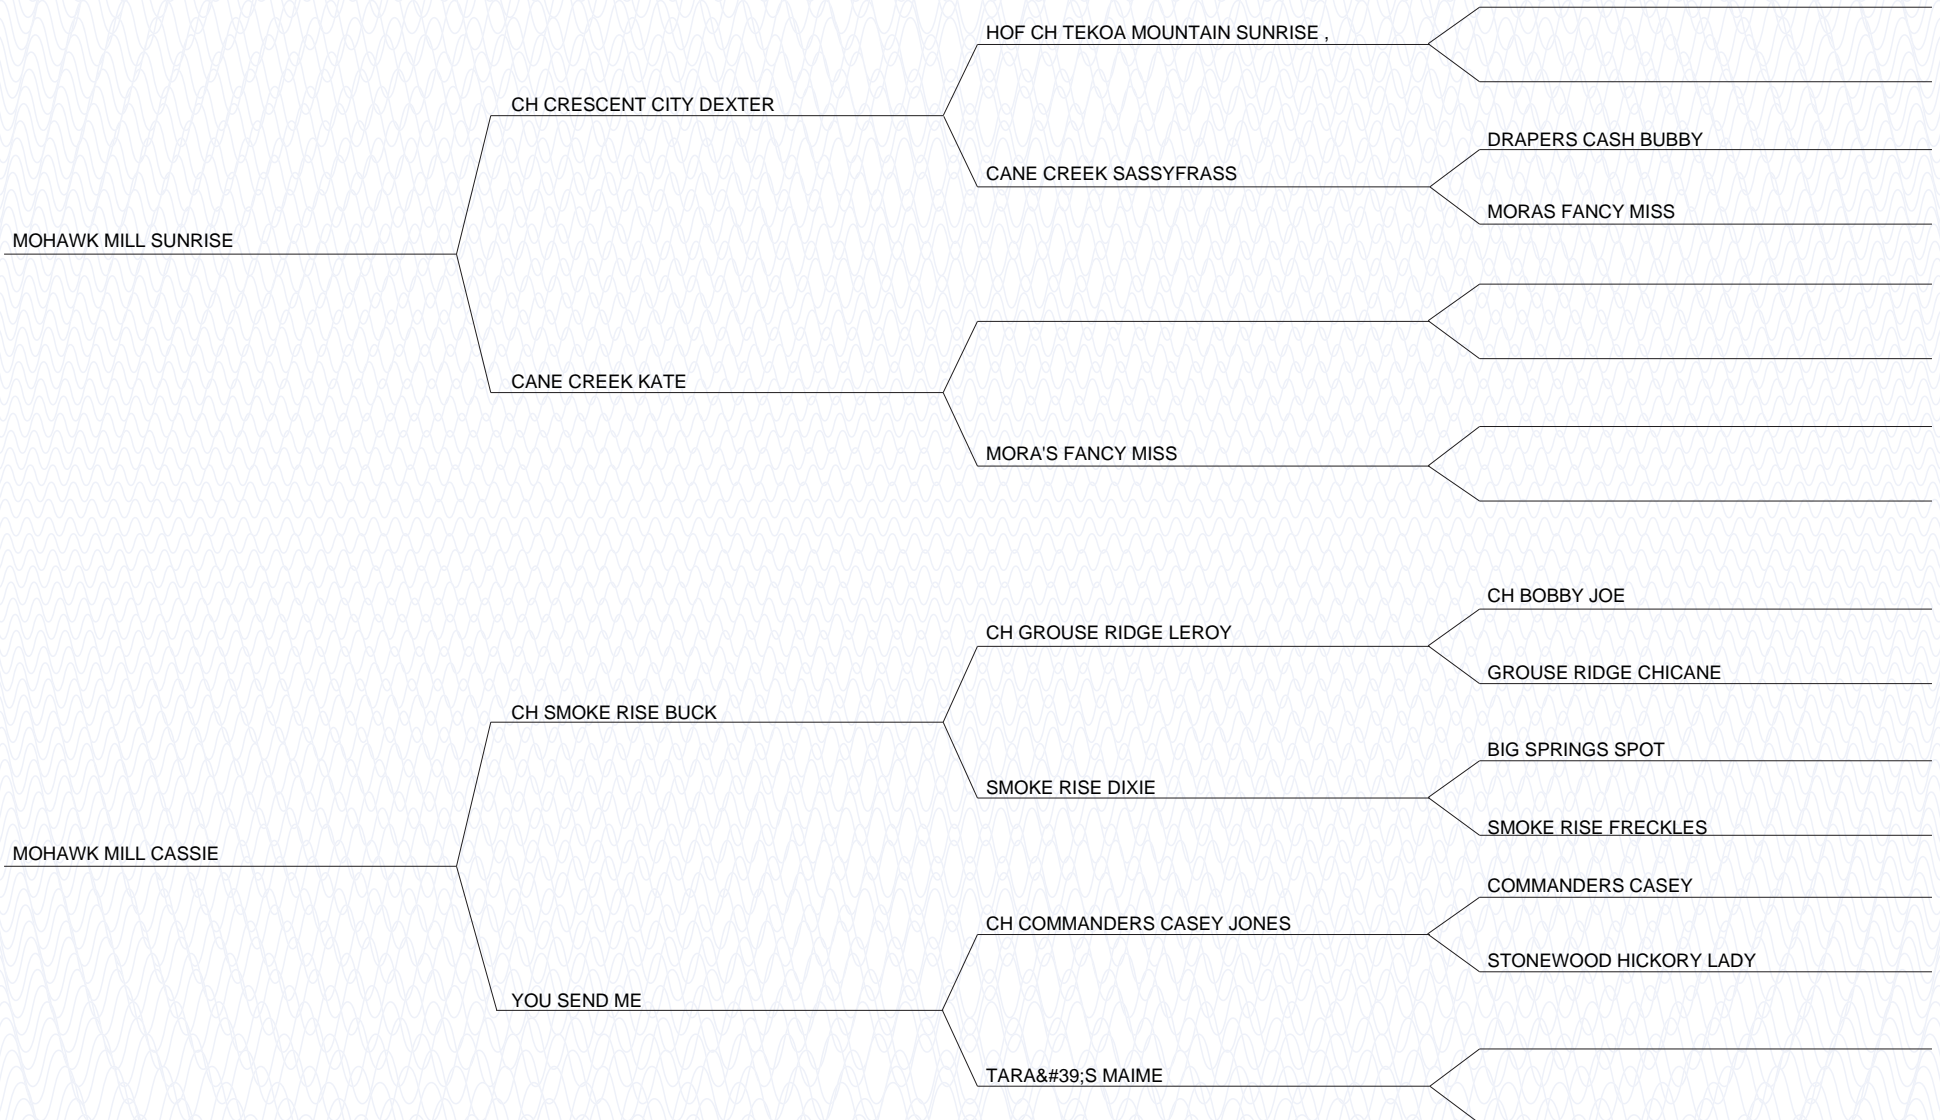 HOF CH TEKOA MOUNTAIN SUNRISE ,
CH CRESCENT CITY DEXTER
DRAPERS CASH BUBBY
CANE CREEK SASSYFRASS
MORAS FANCY MISS
MOHAWK MILL SUNRISE
CANE CREEK KATE
MORA'S FANCY MISS
CH BOBBY JOE
CH GROUSE RIDGE LEROY
GROUSE RIDGE CHICANE
CH SMOKE RISE BUCK
BIG SPRINGS SPOT
SMOKE RISE DIXIE
SMOKE RISE FRECKLES
MOHAWK MILL CASSIE
COMMANDERS CASEY
CH COMMANDERS CASEY JONES
STONEWOOD HICKORY LADY
YOU SEND ME
TARA&#39;S MAIME